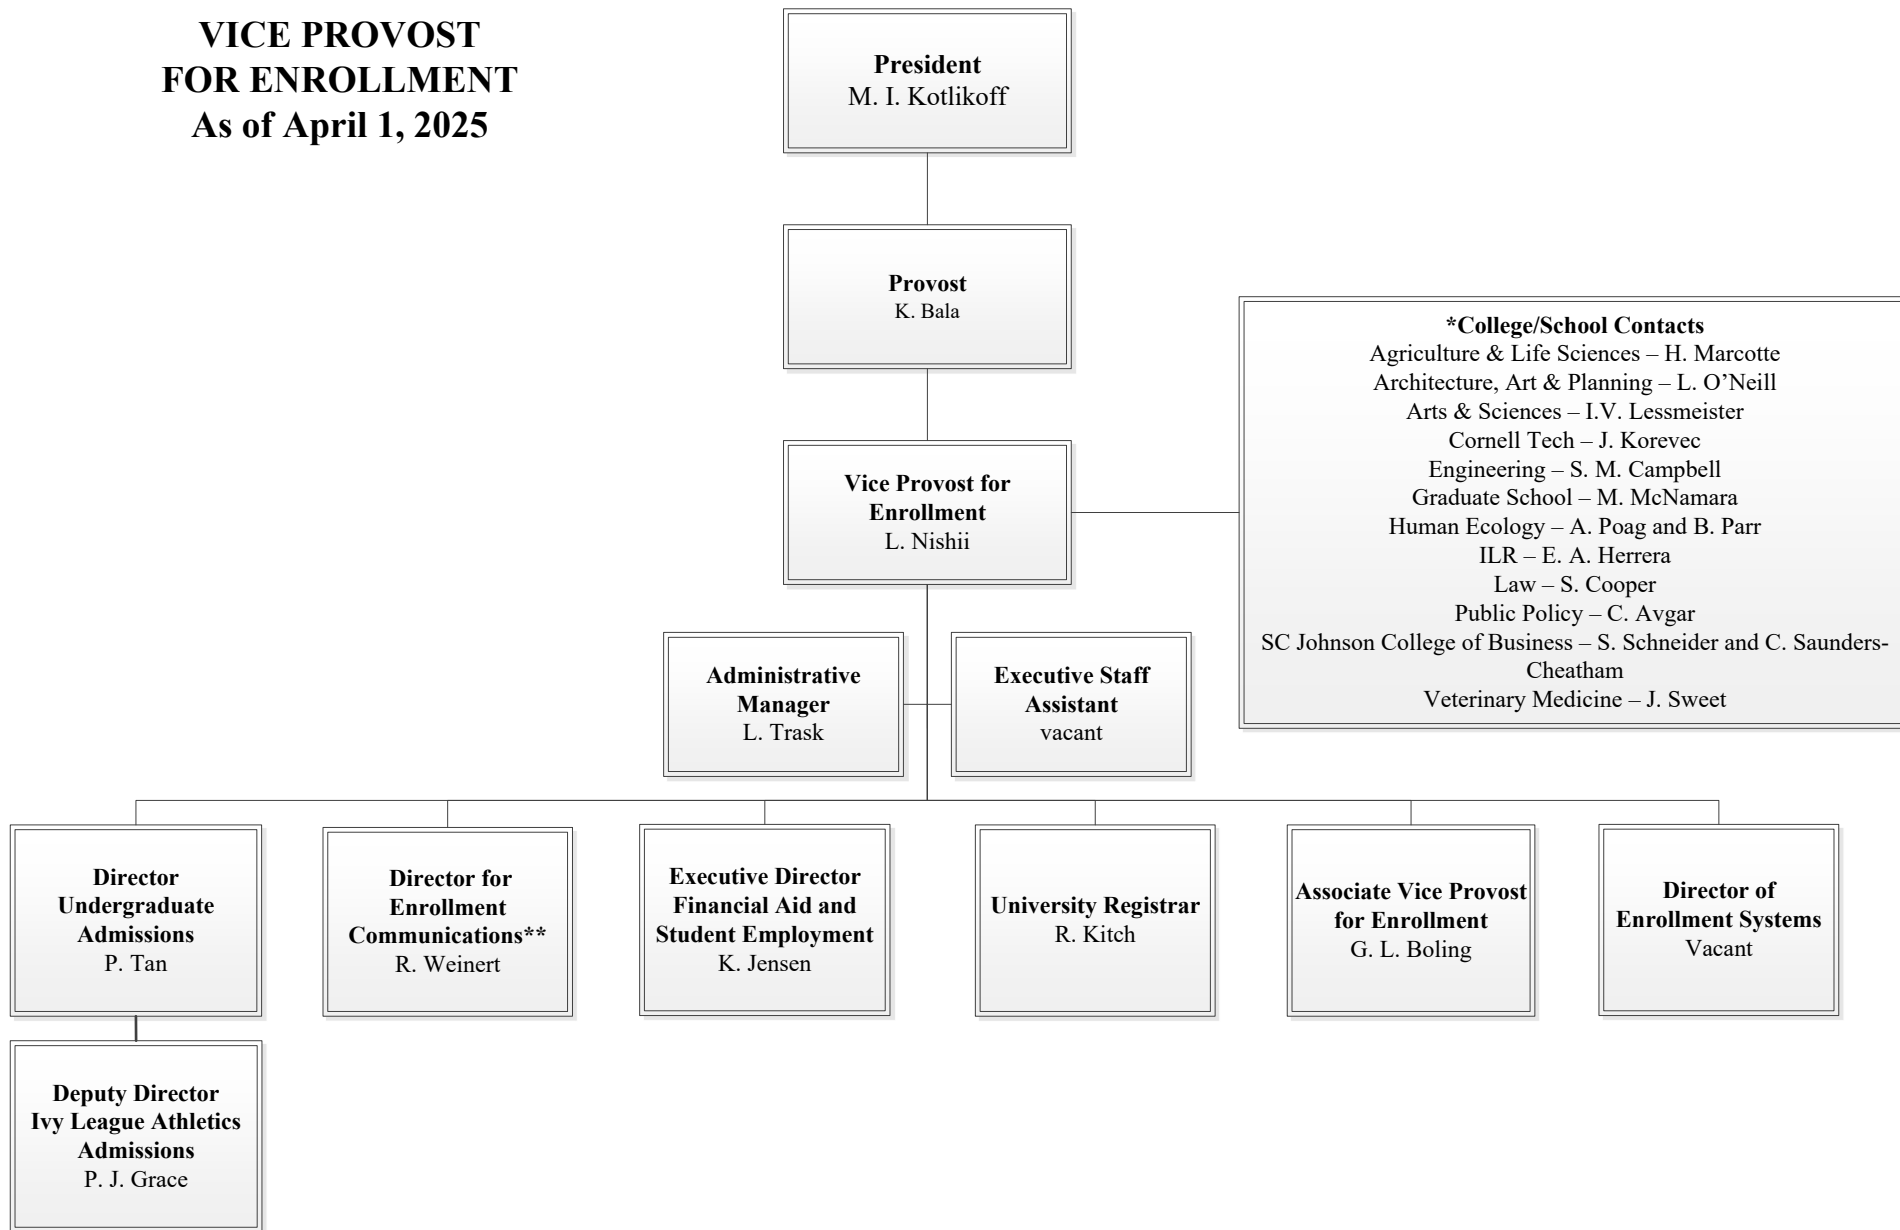 VICE PROVOST
FOR ENROLLMENT
As of April 1, 2025
President
M. I. Kotlikoff
Provost
K. Bala
Vice Provost for
Enrollment
L. Nishii
*College/School Contacts
Agriculture & Life Sciences – H. Marcotte
Architecture, Art & Planning – L. O’Neill
Arts & Sciences – I.V. Lessmeister
Cornell Tech – J. Korevec
Engineering – S. M. Campbell
Graduate School – M. McNamara
Human Ecology – A. Poag and B. Parr
ILR – E. A. Herrera
Law – S. Cooper
Public Policy – C. Avgar
SC Johnson College of Business – S. Schneider and C. Saunders-
Cheatham
Veterinary Medicine – J. Sweet
Administrative
Manager
L. Trask
Executive Staff
Assistant
vacant
Director
Undergraduate
Admissions
P. Tan
Director for
Enrollment
Communications**
R. Weinert
Executive Director
Financial Aid and
Student Employment
K. Jensen
University Registrar
R. Kitch
Associate Vice Provost
for Enrollment
G. L. Boling
Director of
Enrollment Systems
Vacant
Deputy Director
Ivy League Athletics
Admissions
P. J. Grace